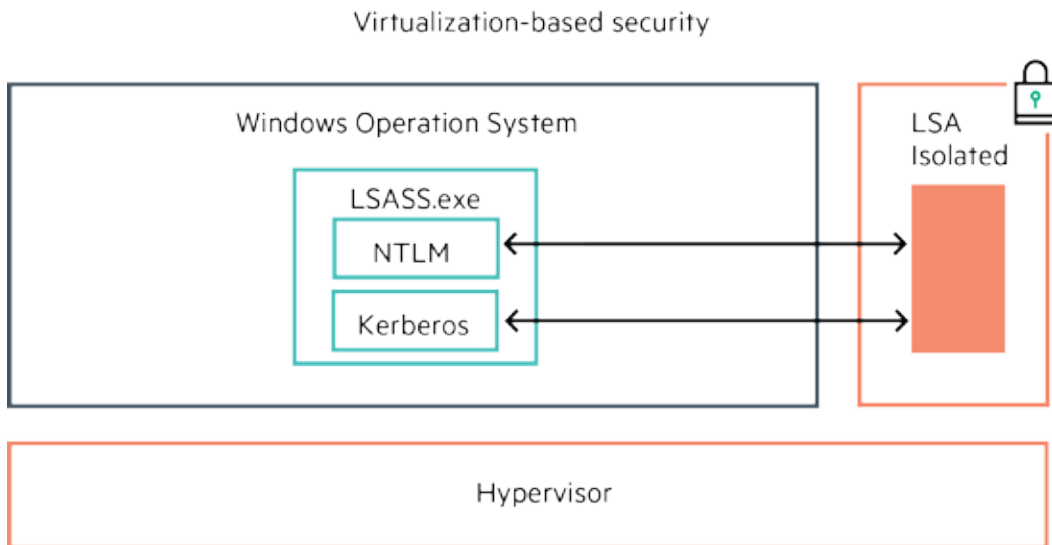 Virtualization-based security
Windows Operation System
LSASS.exe
NTLM
Kerberos
LSA
Isolated
Hypervisor